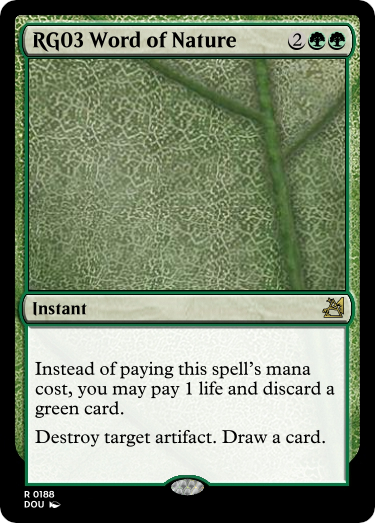 RG03 Word of Nature 2
Instant
Instead of paying this spell's mana
cost, you may pay 1 life and discard a
green card.
Destroy target artifact. Draw a card.
R 0188
DOU